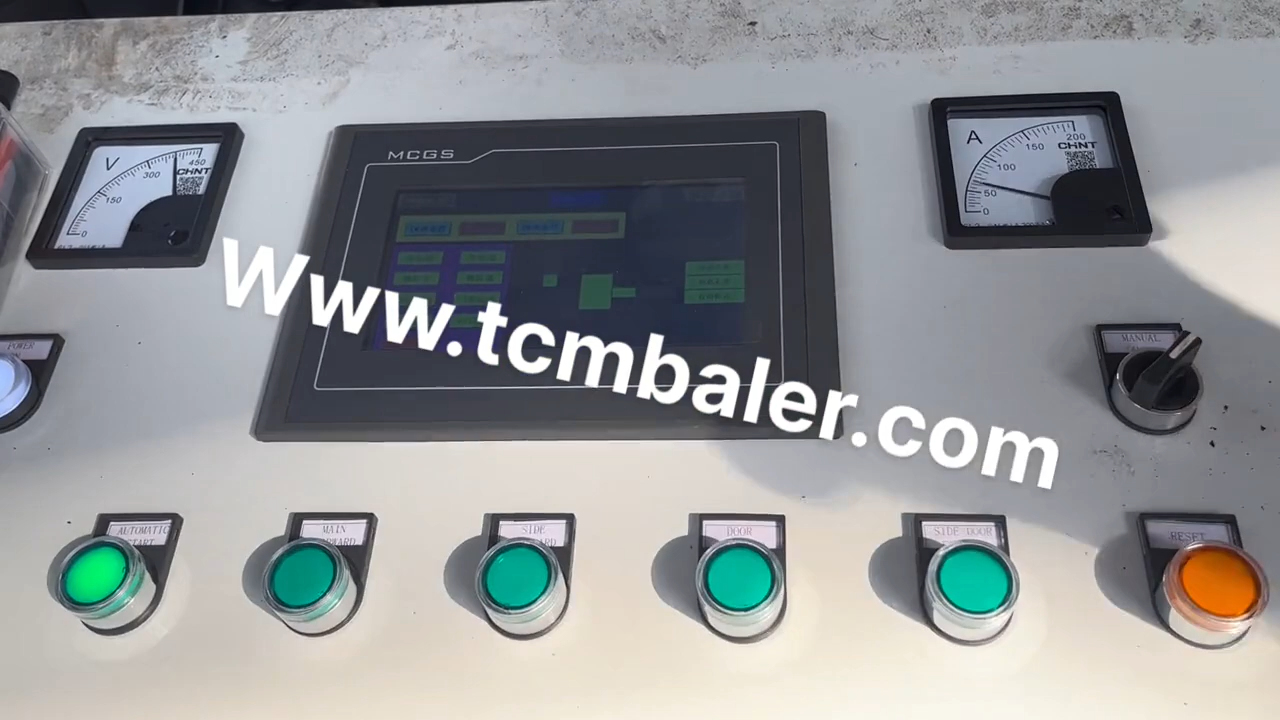 V
0
150
300
450
CHNT
MCGS
A
0
50
100
150
200
CHNT
Www.tcmbaler.com
POWER
MANUAL
AUTOMATIC
START
MAIN
SIDE
DOOR
SIDE DOOR
RESET